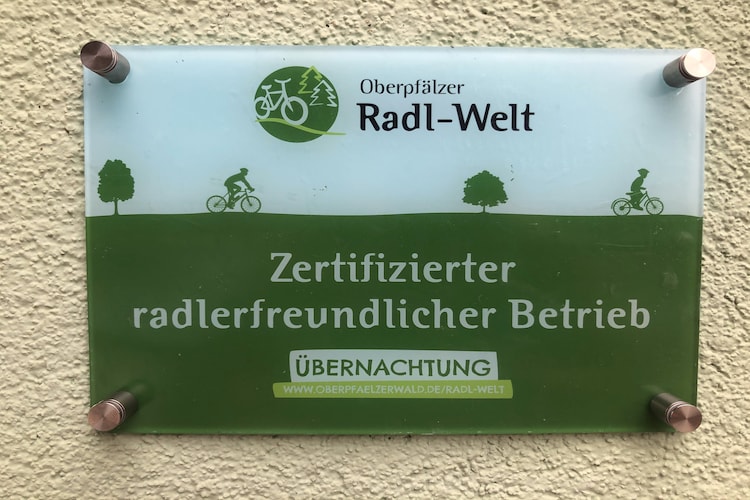 Oberpfälzer
Radl-Welt
Zertifizierter
radlerfreundlicher Betrieb
ÜBERNACHTUNG
WWW.OBERPFAELZERWALD.DE/RADL-WELT